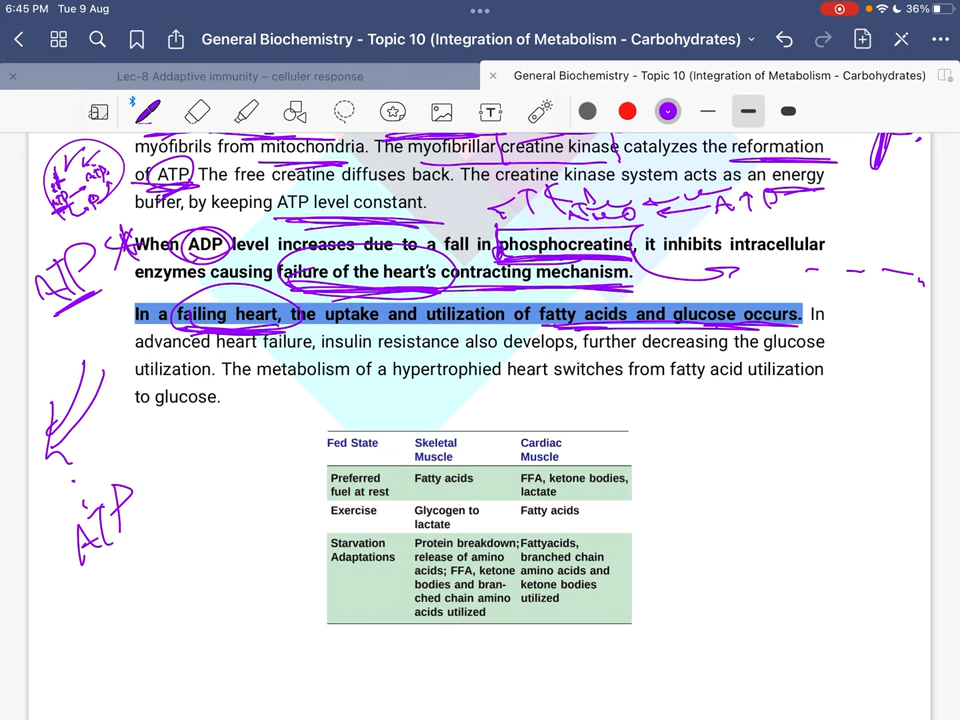 6:45 PM Tue 9 Aug
36%
General Biochemistry - Topic 10 (Integration of Metabolism - Carbohydrates)
Lec-8 Addaptive immunity – celluler response
General Biochemistry - Topic 10 (Integration of Metabolism - Carbohydrates)
myofibrils from mitochondria. The myofibrillar creatine kinase catalyzes the reformation
of ATP. The free creatine diffuses back. The creatine kinase system acts as an energy
buffer, by keeping ATP level constant.
When ADP level increases due to a fall in phosphocreatine, it inhibits intracellular
enzymes causing failure of the heart's contracting mechanism.
ATP
In a failing heart, the uptake and utilization of fatty acids and glucose occurs. In
advanced heart failure, insulin resistance also develops, further decreasing the glucose
utilization. The metabolism of a hypertrophied heart switches from fatty acid utilization
to glucose.
Fed State Skeletal Muscle Cardiac Muscle
Preferred fuel at rest Fatty acids FFA, ketone bodies, lactate
Exercise Glycogen to lactate Fatty acids
Starvation Adaptations Protein breakdown; release of amino acids; FFA, ketone bodies and bran-ched chain amino acids utilized Fattyacids, branched chain amino acids and ketone bodies utilized
ATP